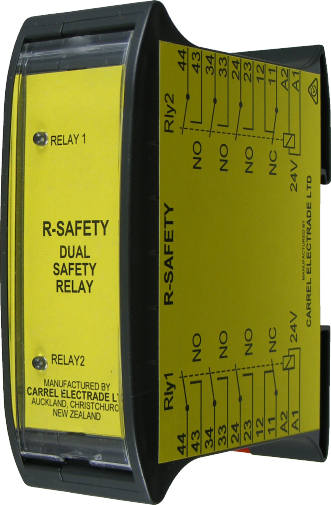 RELAY 1
R-SAFETY
DUAL
SAFETY
RELAY
RELAY2
MANUFACTURED BY
CARREL ELECTRADE LT
AUCKLAND, CHRISTCHURC
NEW ZEALAND
Rly2
44
43
34
33
24
23
12
11
A2
A1
NO
NO
NO
NC
24V
R-SAFETY
MANUFACTURED BY
CARREL ELECTRADE LTD
Rly1
NO
NO
NO
NC
24V
44
43
34
33
24
23
12
11
A2
A1